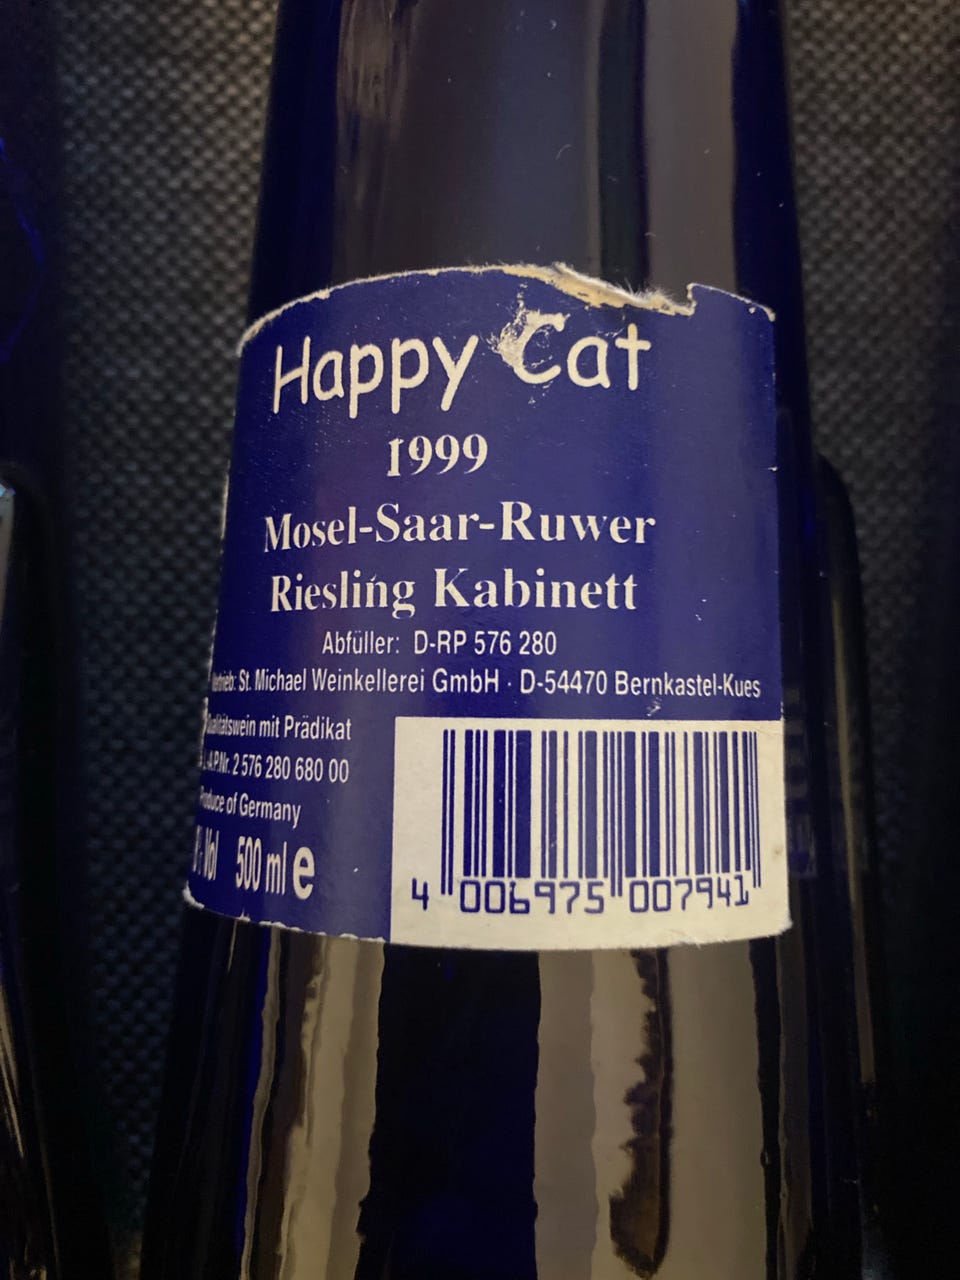 Happy Cat
1999
Mosel-Saar-Ruwer
Riesling Kabinett
Abfüller: D-RP 576 280
St. Michael Weinkellerei GmbH · D-54470 Bernkastel-Kues
Qualitätswein mit Prädikat
2 576 280 680 00
Produce of Germany
Vol 500 ml e
4 006975 007941